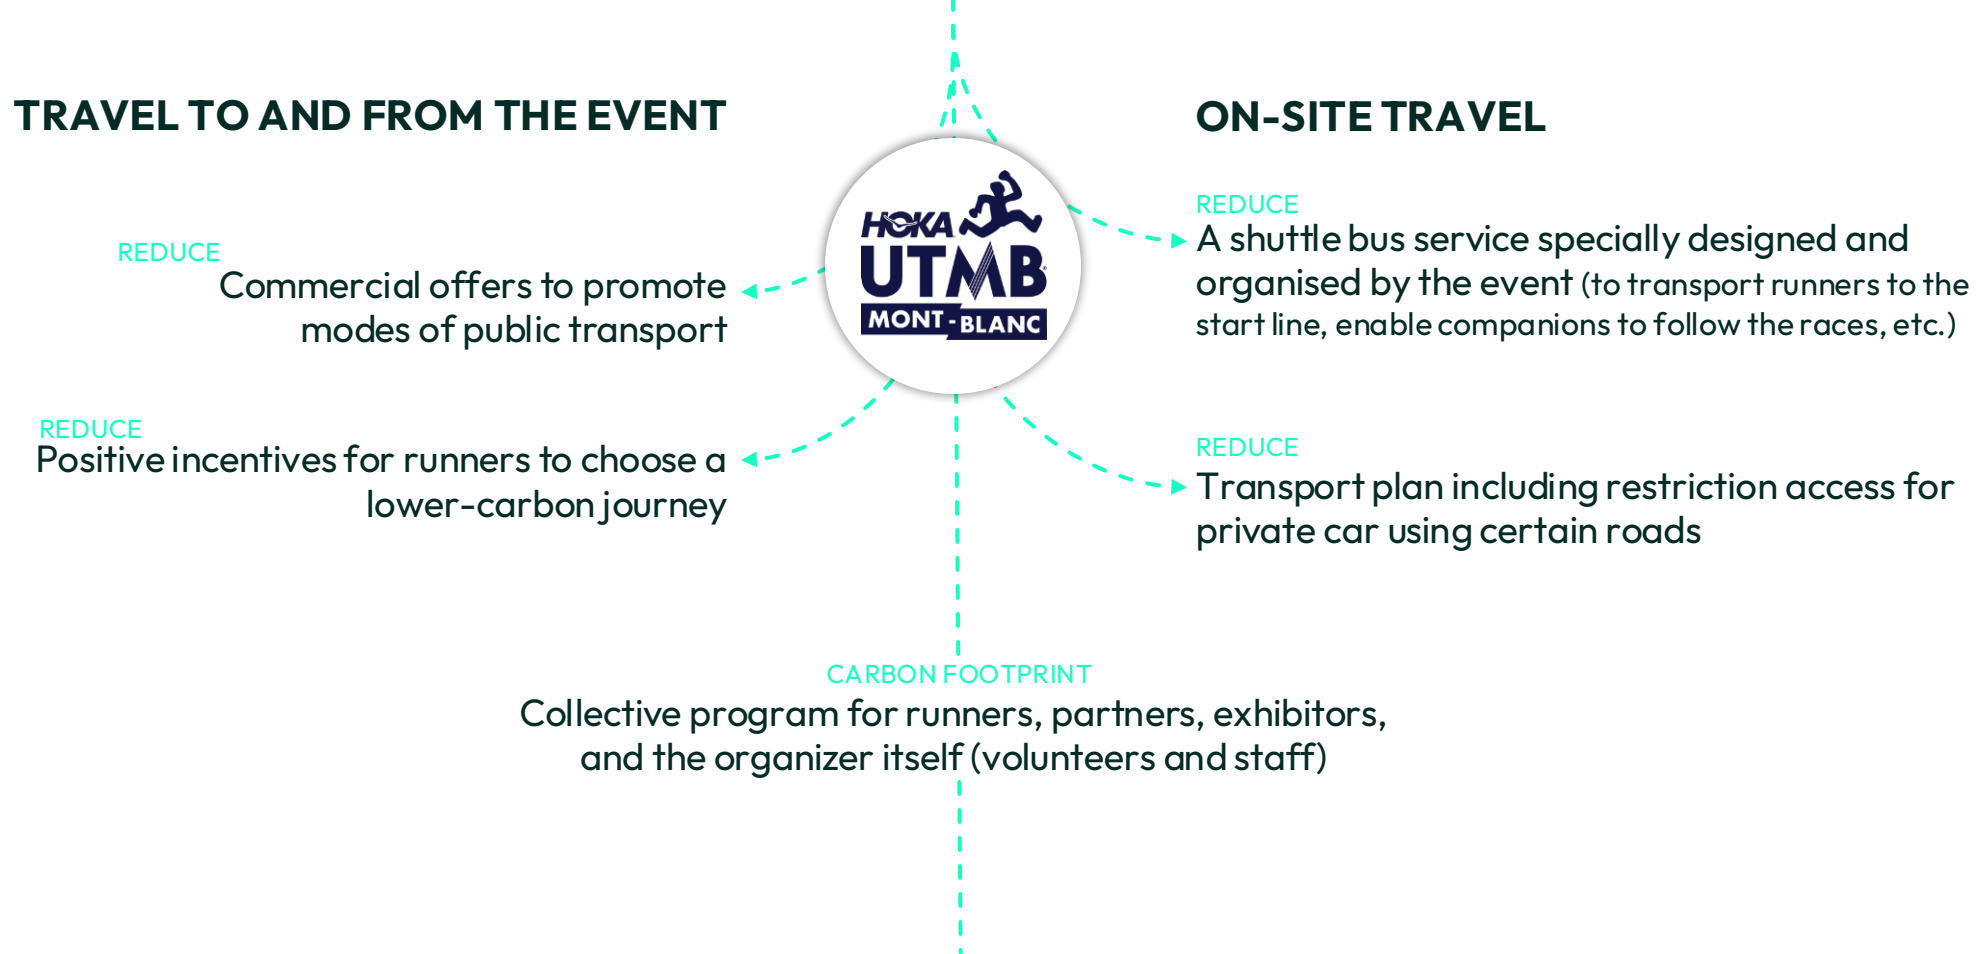 TRAVEL TO AND FROM THE EVENT
REDUCE
Commercial offers to promote
modes of public transport
REDUCE
Positive incentives for runners to choose a
lower-carbon journey
HOKA
UTMB
MONT-BLANC
ON-SITE TRAVEL
REDUCE
A shuttle bus service specially designed and
organised by the event (to transport runners to the
start line, enable companions to follow the races, etc.)
REDUCE
Transport plan including restriction access for
private car using certain roads
CARBON FOOTPRINT
Collective program for runners, partners, exhibitors,
and the organizer itself (volunteers and staff)